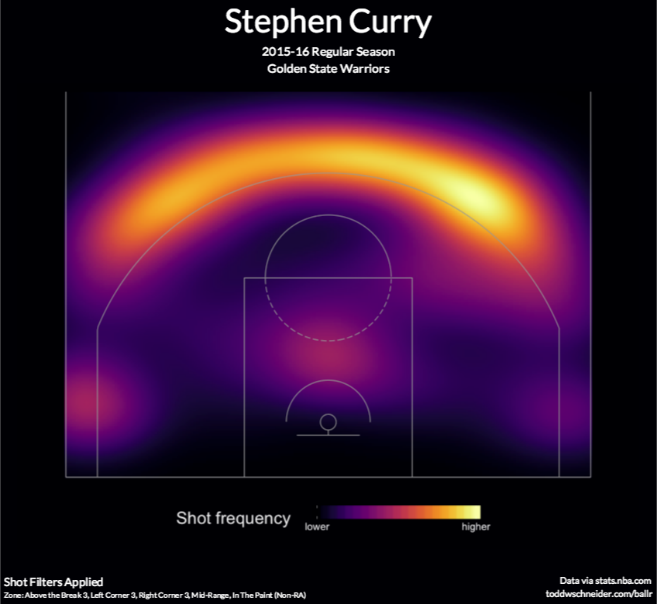 Stephen Curry
2015-16 Regular Season
Golden State Warriors
Shot frequency
lower higher
Shot Filters Applied
Zone: Above the Break 3, Left Corner 3, Right Corner 3, Mid-Range, In The Paint (Non-RA)
Data via stats.nba.com
toddwschneider.com/ballr